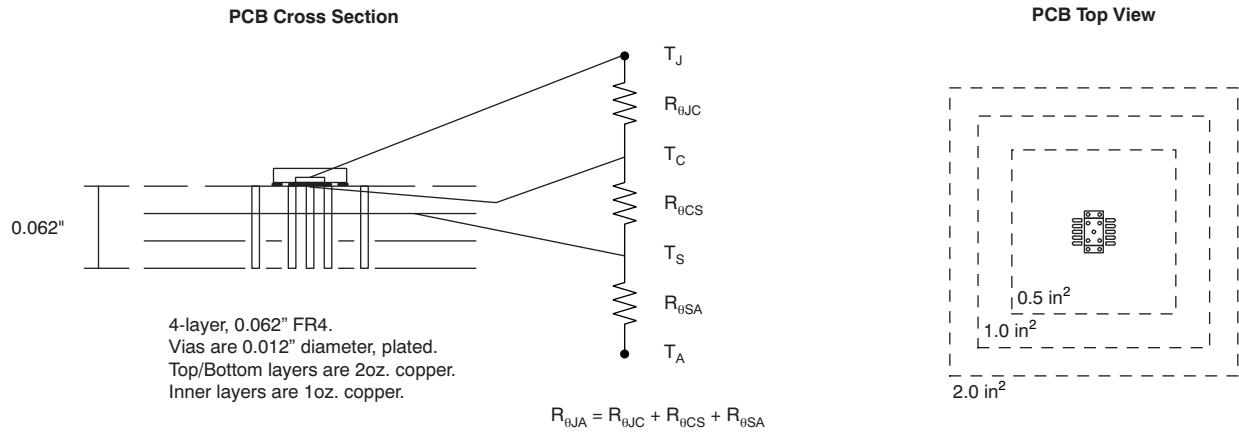 PCB Cross Section
PCB Top View
T_J
R_θJC
T_C
R_θCS
T_S
R_θSA
T_A
0.062"
4-layer, 0.062” FR4.
Vias are 0.012” diameter, plated.
Top/Bottom layers are 2oz. copper.
Inner layers are 1oz. copper.
R_θJA = R_θJC + R_θCS + R_θSA
0.5 in²
1.0 in²
2.0 in²